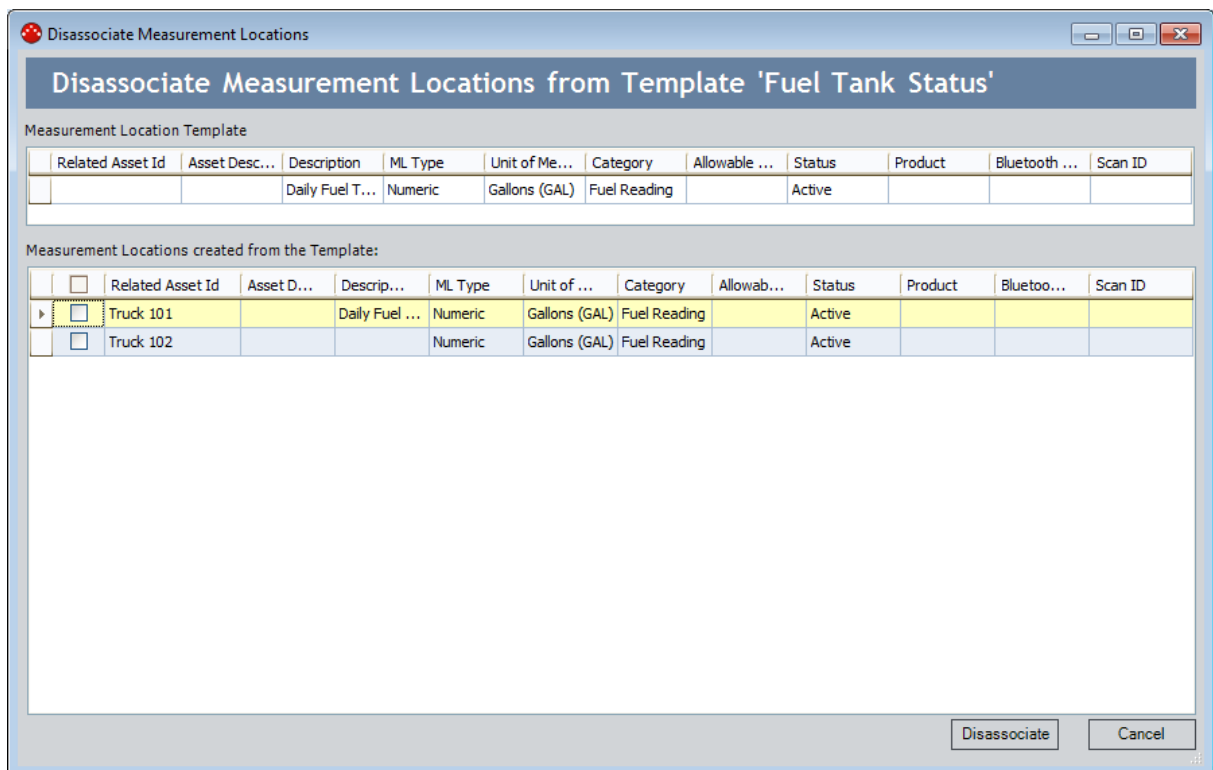 Disassociate Measurement Locations
Disassociate Measurement Locations from Template 'Fuel Tank Status'
Measurement Location Template
Related Asset Id Asset Desc... Description ML Type Unit of Me... Category Allowable ... Status Product Bluetooth ... Scan ID
Daily Fuel T... Numeric Gallons (GAL) Fuel Reading Active
Measurement Locations created from the Template:
Related Asset Id Asset D... Descrip... ML Type Unit of ... Category Allowab... Status Product Bluetoo... Scan ID
Truck 101 Daily Fuel ... Numeric Gallons (GAL) Fuel Reading Active
Truck 102 Numeric Gallons (GAL) Fuel Reading Active
Disassociate Cancel